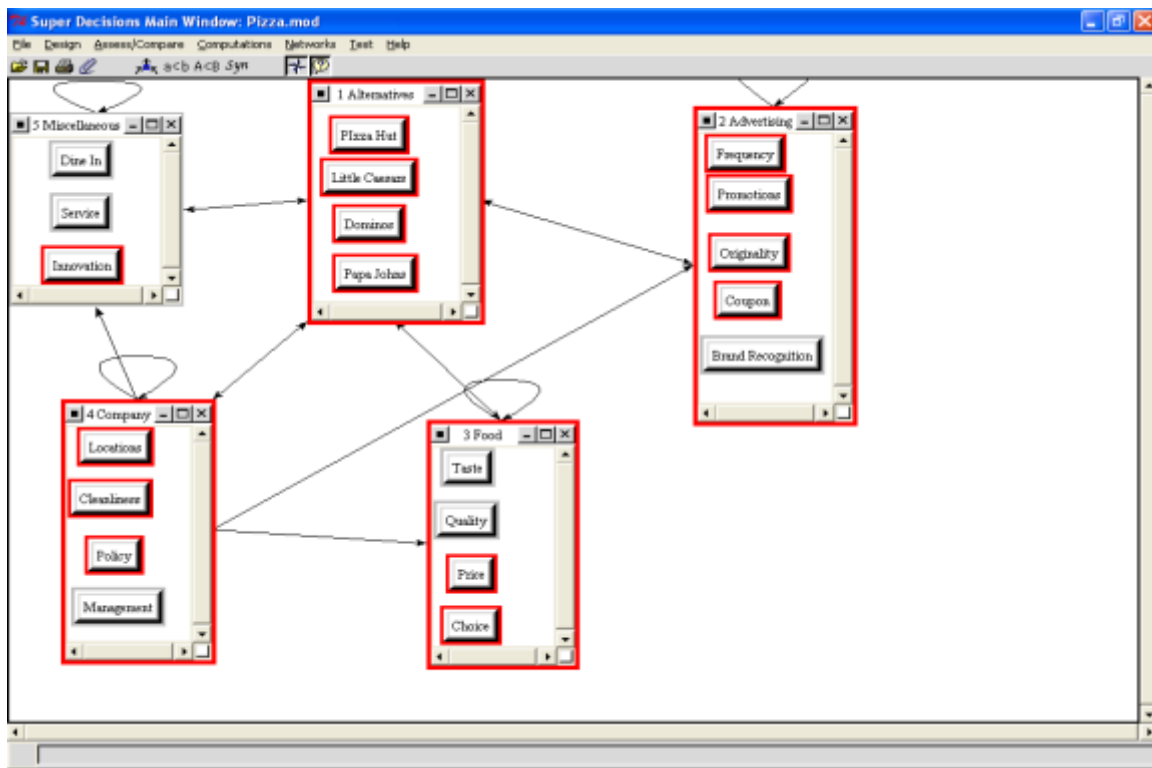 Super Decisions Main Window: Pizza.mod
File Design Assess/Compare Computations Networks Test Help
a<b A<B Syn
5 Miscellaneous
Dine In
Service
Innovation
1 Alternatives
PIzza Hut
Little Caesars
Dominos
Papa Johns
2 Advertising
Frequency
Promotions
Originality
Coupon
Brand Recognition
4 Company
Locations
Cleanliness
Policy
Management
3 Food
Taste
Quality
Price
Choice